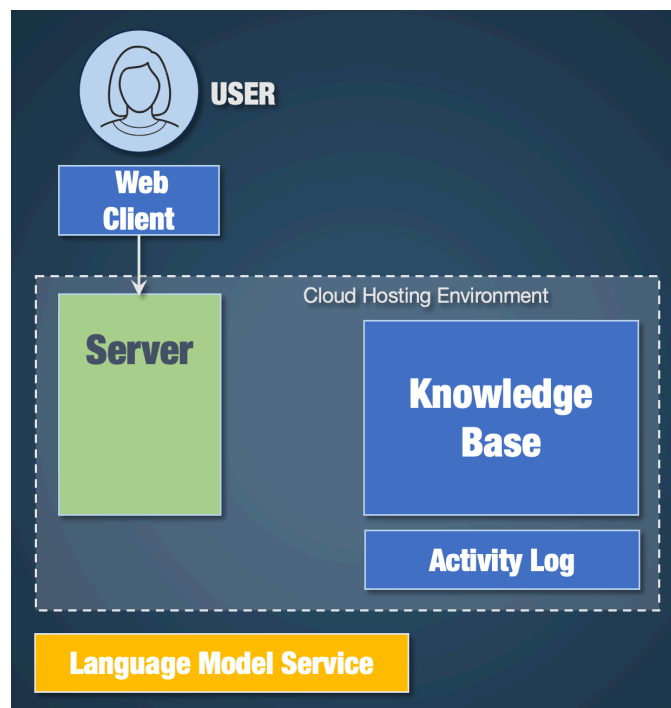 USER
Web
Client
Cloud Hosting Environment
Server
Knowledge
Base
Activity Log
Language Model Service